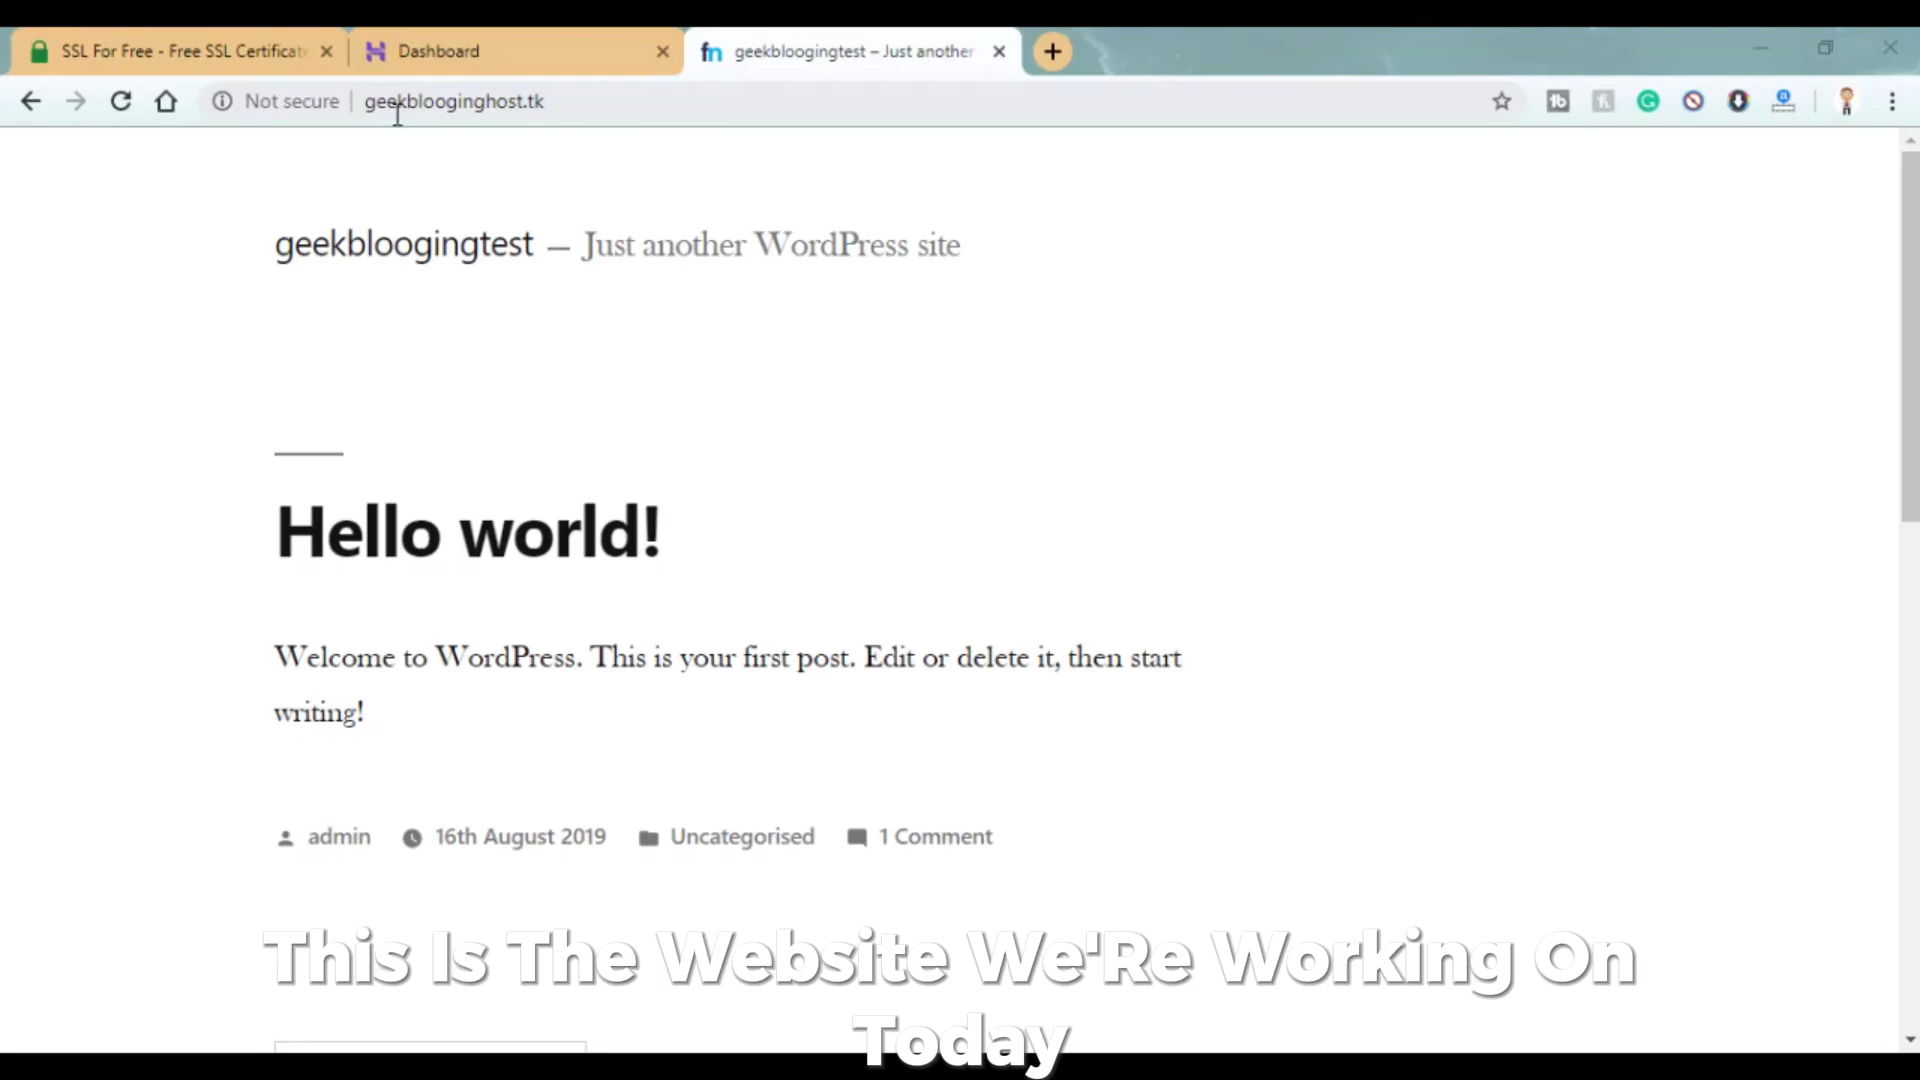 SSL For Free - Free SSL Certificate
Dashboard
geekbloogingtest – Just another
Not secure
geekblooginghost.tk
geekbloogingtest — Just another WordPress site
Hello world!
Welcome to WordPress. This is your first post. Edit or delete it, then start
writing!
admin
16th August 2019
Uncategorised
1 Comment
This Is The Website We'Re Working On
Today